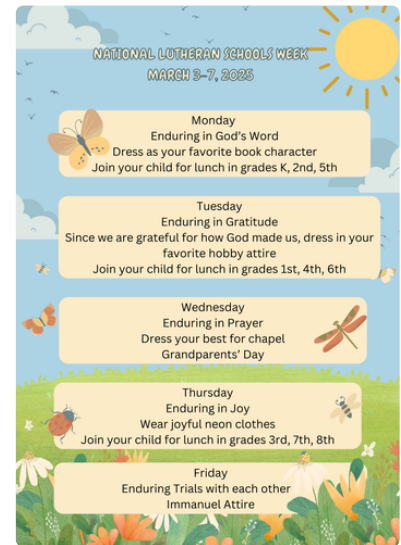 NATIONAL LUTHERAN SCHOOLS WEEK
MARCH 3-7, 2025
Monday
Enduring in God's Word
Dress as your favorite book character
Join your child for lunch in grades K, 2nd, 5th
Tuesday
Enduring in Gratitude
Since we are grateful for how God made us, dress in your
favorite hobby attire
Join your child for lunch in grades 1st, 4th, 6th
Wednesday
Enduring in Prayer
Dress your best for chapel
Grandparents' Day
Thursday
Enduring in Joy
Wear joyful neon clothes
Join your child for lunch in grades 3rd, 7th, 8th
Friday
Enduring Trials with each other
Immanuel Attire